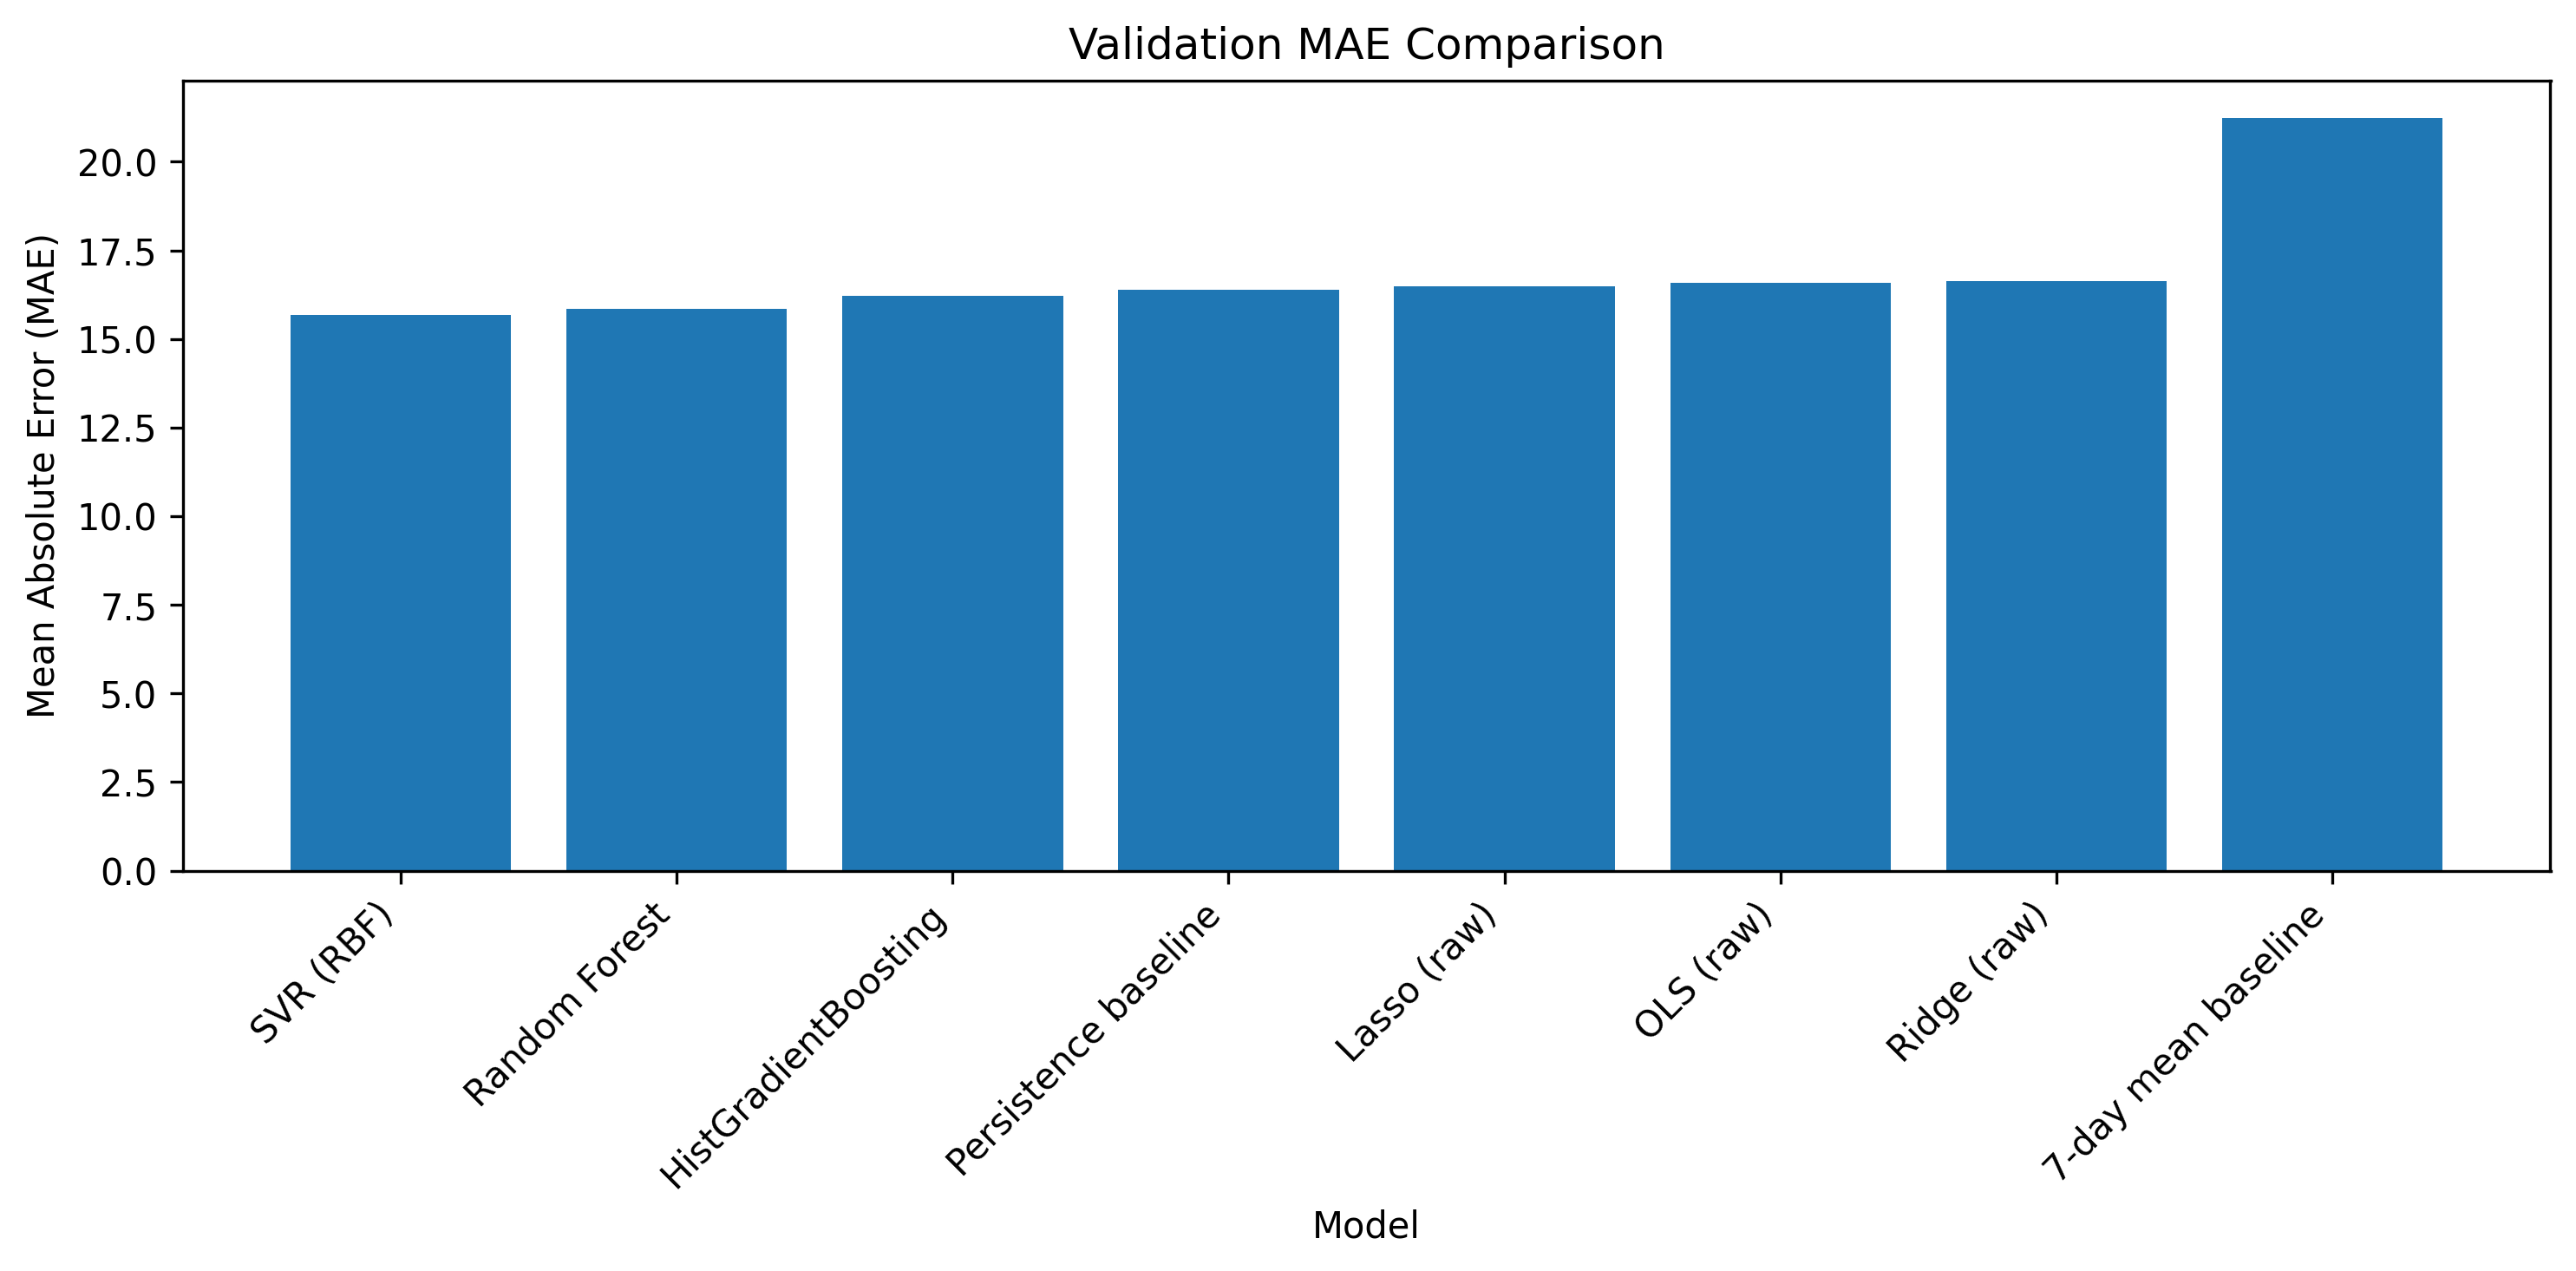 Validation MAE Comparison
Mean Absolute Error (MAE)
20.0
17.5
15.0
12.5
10.0
7.5
5.0
2.5
0.0
SVR (RBF)
Random Forest
HistGradientBoosting
Persistence baseline
Lasso (raw)
OLS (raw)
Ridge (raw)
7-day mean baseline
Model